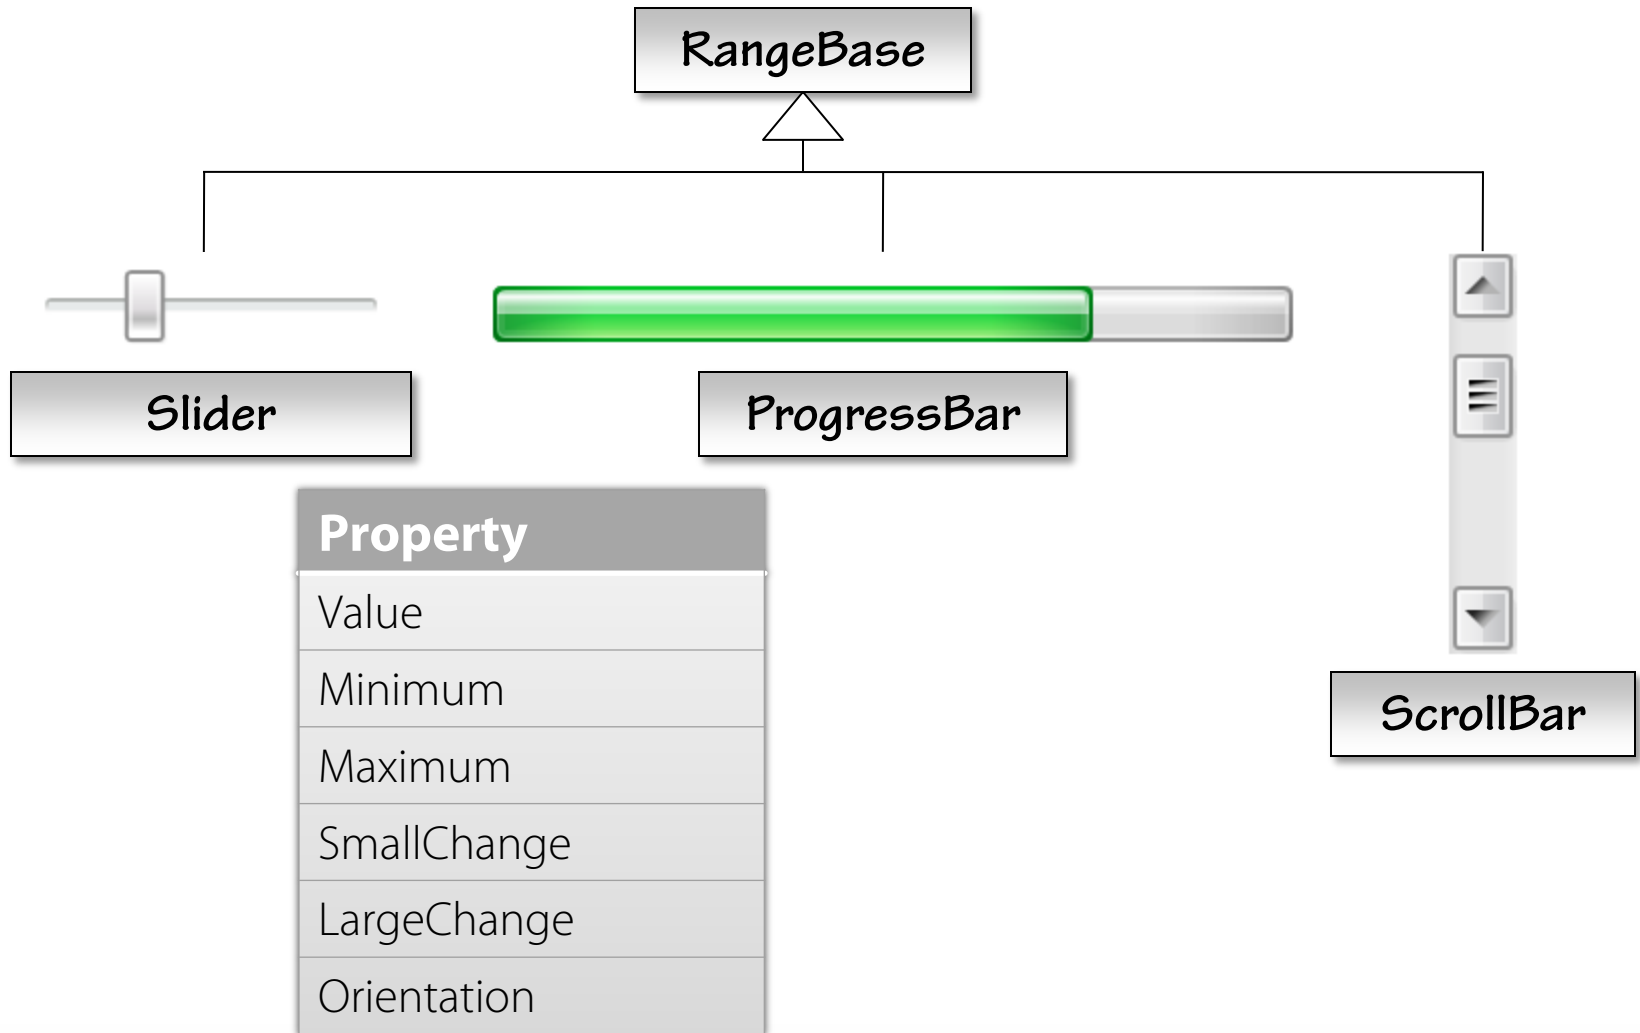 RangeBase
Slider
ProgressBar
ScrollBar
Property
Value
Minimum
Maximum
SmallChange
LargeChange
Orientation